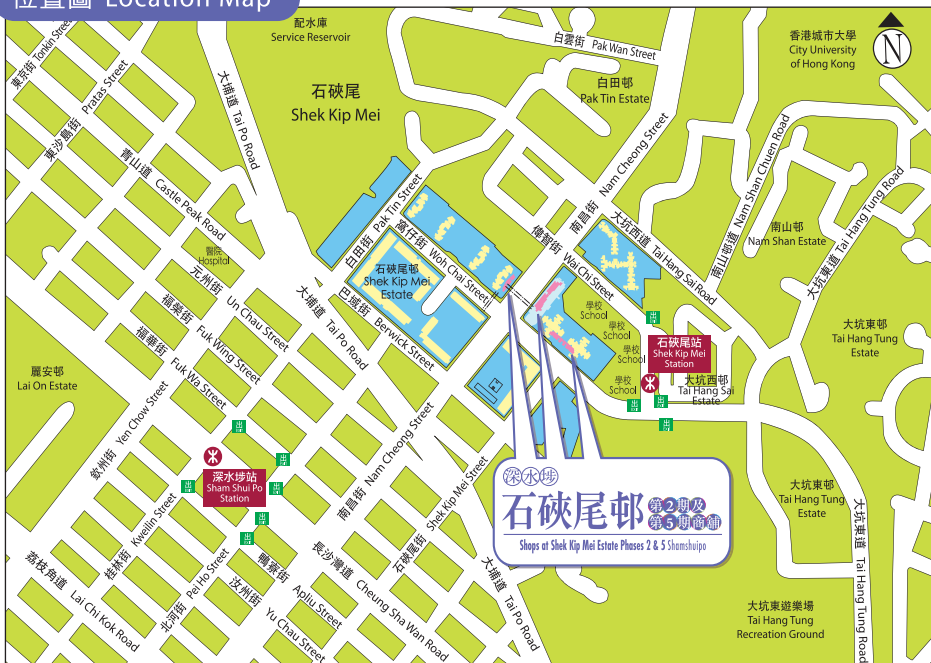 位置圖 Location Map
配水庫
Service Reservoir
香港城市大學
City University
of Hong Kong
N
白雲街 Pak Wan Street
東京街 Tonkin Street
東沙島街 Pratas Street
大埔道 Tai Po Road
石硤尾
Shek Kip Mei
白田邨
Pak Tin Estate
南昌街 Nam Cheong Street
南山邨道 Nam Shan Chuen Road
青山道 Castle Peak Road
白田街 Pak Tin Street
窩仔街 Woh Chai Street
偉智街 Wai Chi Street
大坑西道 Tai Hang Sai Road
南山邨
Nam Shan Estate
大坑東道 Tai Hang Tung Road
醫院
Hospital
元州街 Un Chau Street
石硤尾邨
Shek Kip Mei
Estate
巴域街 Berwick Street
大埔道 Tai Po Road
福榮街 Fuk Wing Street
福華街 Fuk Wa Street
學校
School
學校
School
學校
School
學校
School
石硤尾站
Shek Kip Mei
Station
大坑東邨
Tai Hang Tung
Estate
大坑西邨
Tai Hang Sai
Estate
麗安邨
Lai On Estate
欽州街 Yen Chow Street
深水埗站
Sham Shui Po
Station
南昌街 Nam Cheong Street
石硤尾街 Shek Kip Mei Street
桂林街 Kweilin Street
北河街 Pei Ho Street
荔枝角道 Lai Chi Kok Road
鴨寮街 Apliu Street
汝州街 Yu Chau Street
長沙灣道 Cheung Sha Wan Road
大埔道 Tai Po Road
深水埗
石硤尾邨 第2期及
第5期商舖
Shops at Shek Kip Mei Estate Phases 2 & 5 Shamshuipo
大坑東邨
Tai Hang Tung
Estate
大坑東道 Tai Hang Tung Road
大坑東遊樂場
Tai Hang Tung
Recreation Ground